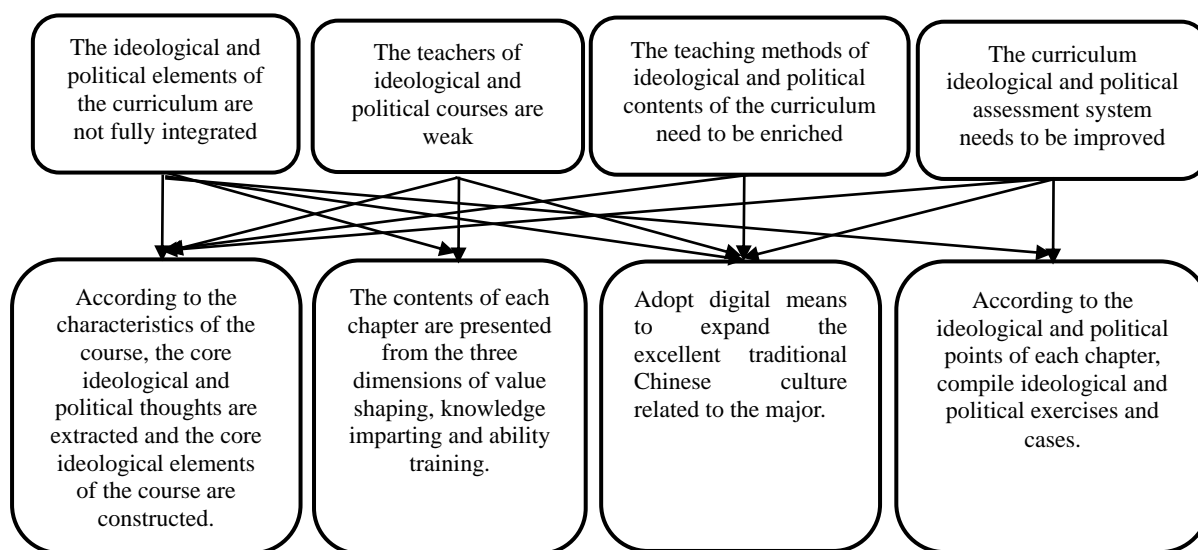 The ideological and
political elements of
the curriculum are
not fully integrated
The teachers of
ideological and
political courses are
weak
The teaching methods of
ideological and political
contents of the curriculum
need to be enriched
The curriculum
ideological and political
assessment system
needs to be improved
According to the
characteristics of the
course, the core
ideological and
political thoughts are
extracted and the core
ideological elements
of the course are
constructed.
The contents of each
chapter are presented
from the three
dimensions of value
shaping, knowledge
imparting and ability
training.
Adopt digital means
to expand the
excellent traditional
Chinese culture
related to the major.
According to the
ideological and political
points of each chapter,
compile ideological and
political exercises and
cases.